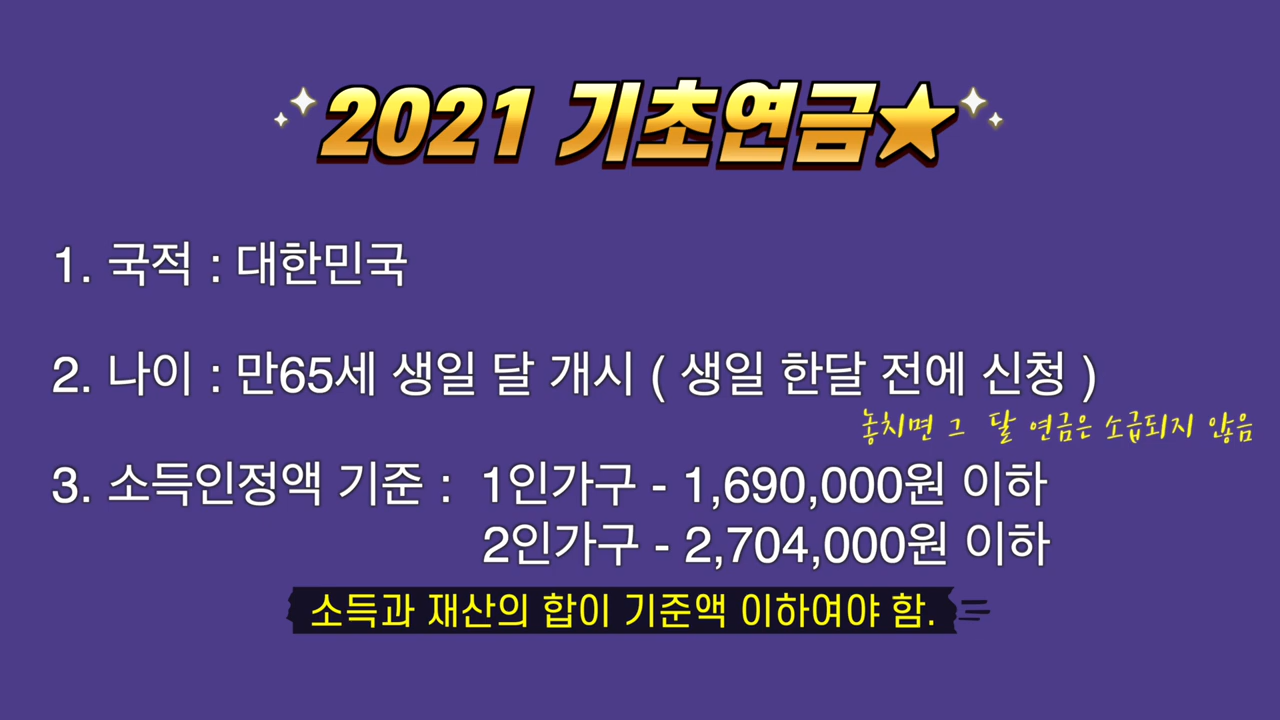 2021 기초연금★
1. 국적 : 대한민국
2. 나이 : 만65세 생일 달 개시 ( 생일 한달 전에 신청 )
놓치면 그 달 연금은 소급되지 않음
3. 소득인정액 기준 : 1인가구 - 1,690,000원 이하
2인가구 - 2,704,000원 이하
소득과 재산의 합이 기준액 이하여야 함.